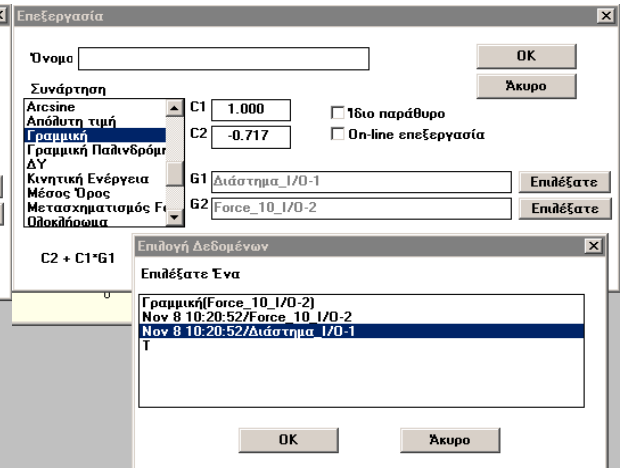 Επεξεργασία
Όνομα
OK
Άκυρο
Συνάρτηση
Arcsine
Απόλυτη τιμή
Γραμμική
Γραμμική Παλινδρόμ
ΔΥ
Κινητική Ενέργεια
Μέσος Όρος
Μετασχηματισμός Fo
Ολοκλήρωμα
C1 1.000
C2 -0.717
Ίδιο παράθυρο
On-line επεξεργασία
G1 Διάστημα_I/O-1 Επιλέξατε
G2 Force_10_I/O-2 Επιλέξατε
C2 + C1*G1
Επιλογή Δεδομένων
Επιλέξατε Ένα
Γραμμική(Force_10_I/O-2)
Nov 8 10:20:52/Force_10_I/O-2
Nov 8 10:20:52/Διάστημα_I/O-1
T
OK Άκυρο